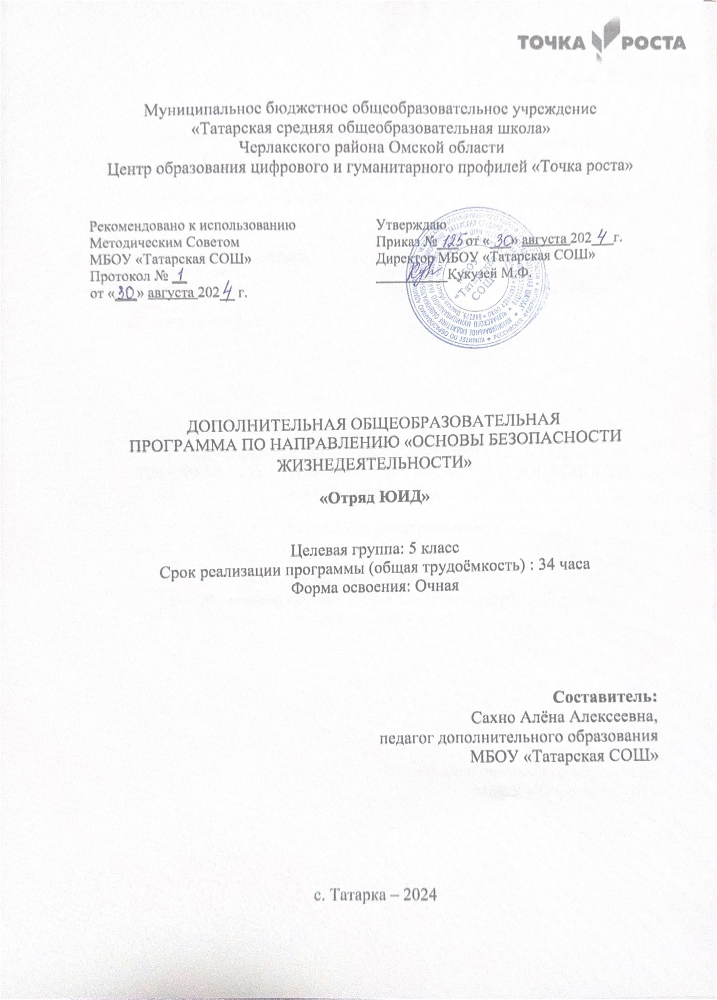 ТОЧКА РОСТА
Муниципальное бюджетное общеобразовательное учреждение
«Татарская средняя общеобразовательная школа»
Черлакского района Омской области
Центр образования цифрового и гуманитарного профилей «Точка роста»
Рекомендовано к использованию
Методическим Советом
МБОУ «Татарская СОШ»
Протокол № 1
от «30» августа 2024 г.
Утверждаю
Приказ № 125 от «30» августа 2024 г.
Директор МБОУ «Татарская СОШ»
Кукузей М.Ф.
МБОУ
"Татарская
СОШ"
ДОПОЛНИТЕЛЬНАЯ ОБЩЕОБРАЗОВАТЕЛЬНАЯ
ПРОГРАММА ПО НАПРАВЛЕНИЮ «ОСНОВЫ БЕЗОПАСНОСТИ
ЖИЗНЕДЕЯТЕЛЬНОСТИ»
«Отряд ЮИД»
Целевая группа: 5 класс
Срок реализации программы (общая трудоёмкость) : 34 часа
Форма освоения: Очная
Составитель:
Сахно Алёна Алексеевна,
педагог дополнительного образования
МБОУ «Татарская СОШ»
с. Татарка – 2024